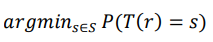 argmin_{s∈S} P(T(r) = s)